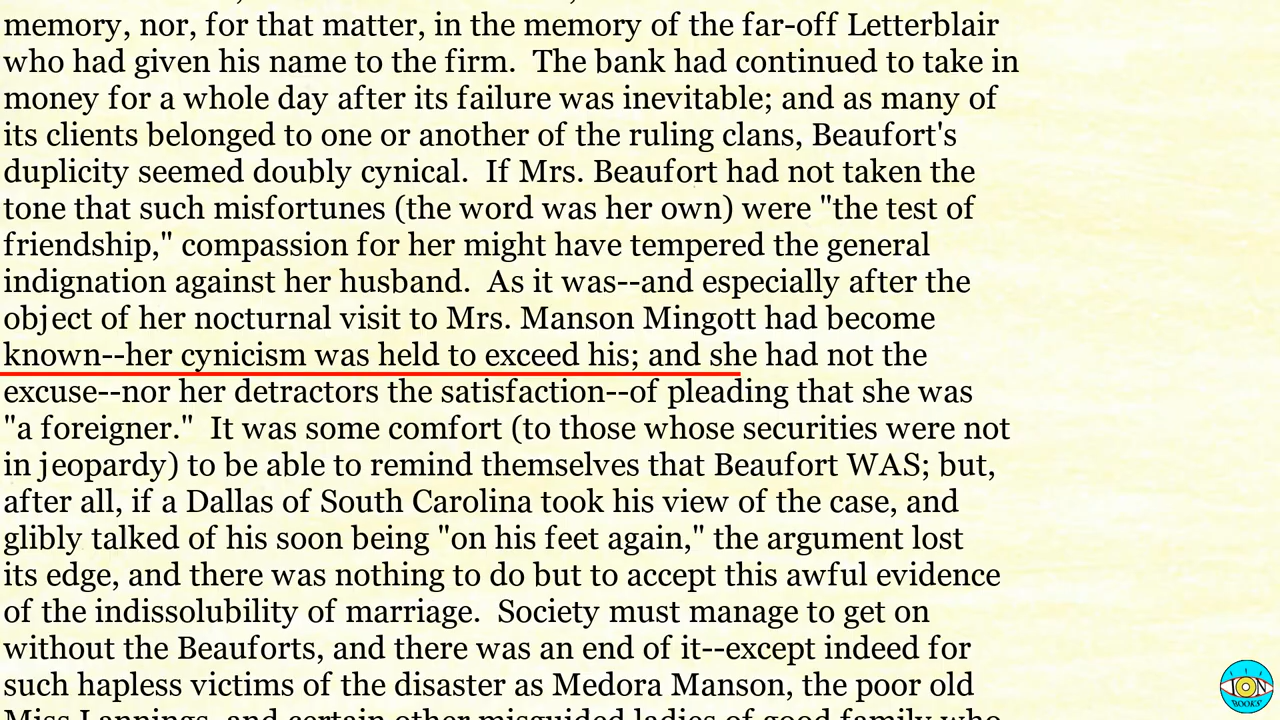 memory, nor, for that matter, in the memory of the far-off Letterblair
who had given his name to the firm.  The bank had continued to take in
money for a whole day after its failure was inevitable; and as many of
its clients belonged to one or another of the ruling clans, Beaufort's
duplicity seemed doubly cynical.  If Mrs. Beaufort had not taken the
tone that such misfortunes (the word was her own) were "the test of
friendship," compassion for her might have tempered the general
indignation against her husband.  As it was--and especially after the
object of her nocturnal visit to Mrs. Manson Mingott had become
known--her cynicism was held to exceed his; and she had not the
excuse--nor her detractors the satisfaction--of pleading that she was
"a foreigner."  It was some comfort (to those whose securities were not
in jeopardy) to be able to remind themselves that Beaufort WAS; but,
after all, if a Dallas of South Carolina took his view of the case, and
glibly talked of his soon being "on his feet again," the argument lost
its edge, and there was nothing to do but to accept this awful evidence
of the indissolubility of marriage.  Society must manage to get on
without the Beauforts, and there was an end of it--except indeed for
such hapless victims of the disaster as Medora Manson, the poor old
Miss Lannings, and certain other misguided ladies of good family who
ION
BOOKS